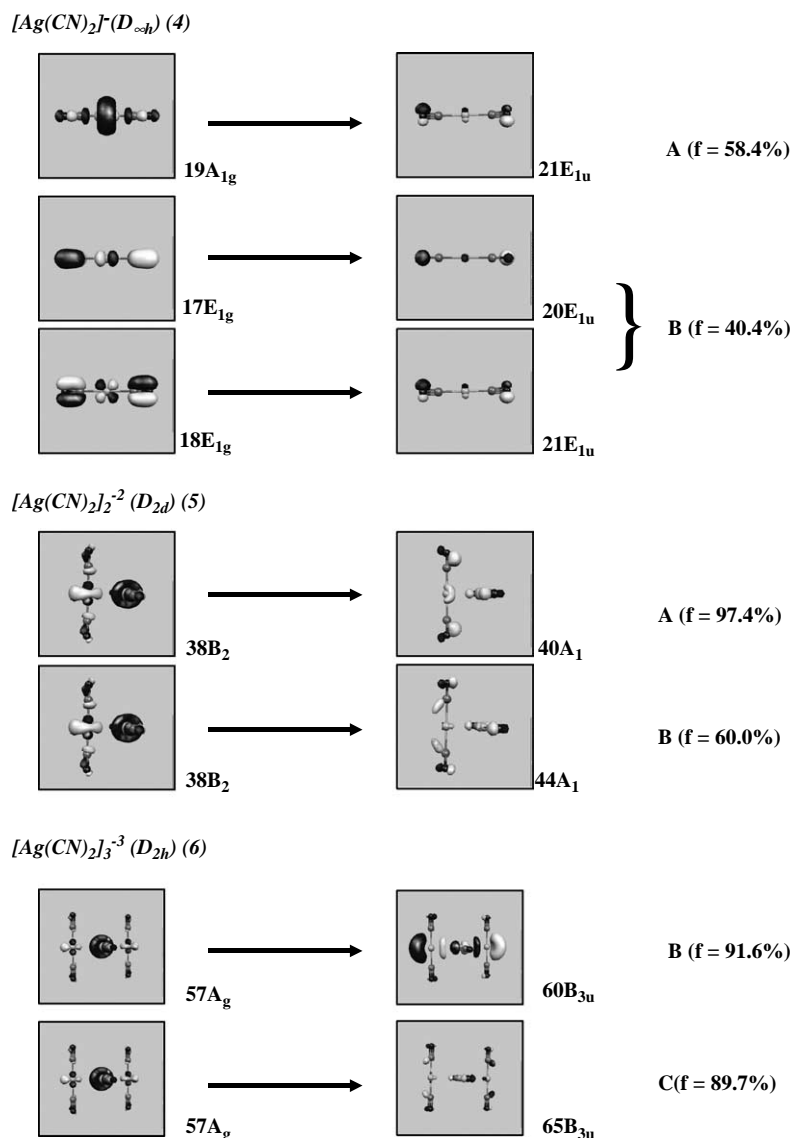 [Ag(CN)₂]⁻(D∞h) (4)
19A₁g 21E₁u A (f = 58.4%)
17E₁g 20E₁u
} B (f = 40.4%)
18E₁g 21E₁u
[Ag(CN)₂]₂⁻² (D₂d) (5)
38B₂ 40A₁ A (f = 97.4%)
38B₂ 44A₁ B (f = 60.0%)
[Ag(CN)₂]₃⁻³ (D₂h) (6)
57Ag 60B₃u B (f = 91.6%)
57Ag 65B₃u C(f = 89.7%)